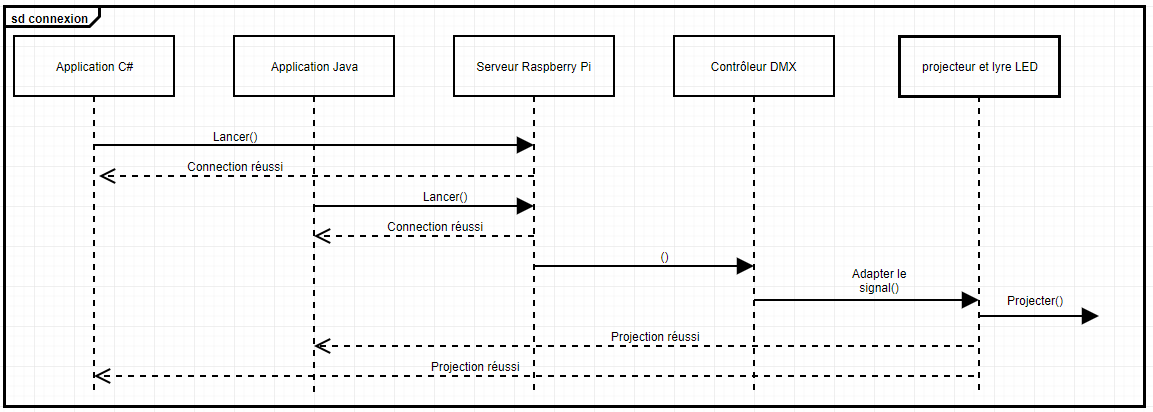 sd connexion
Application C#
Application Java
Serveur Raspberry Pi
Contrôleur DMX
projecteur et lyre LED
Lancer()
Connection réussi
Lancer()
Connection réussi
()
Adapter le
signal()
Projecter()
Projection réussi
Projection réussi